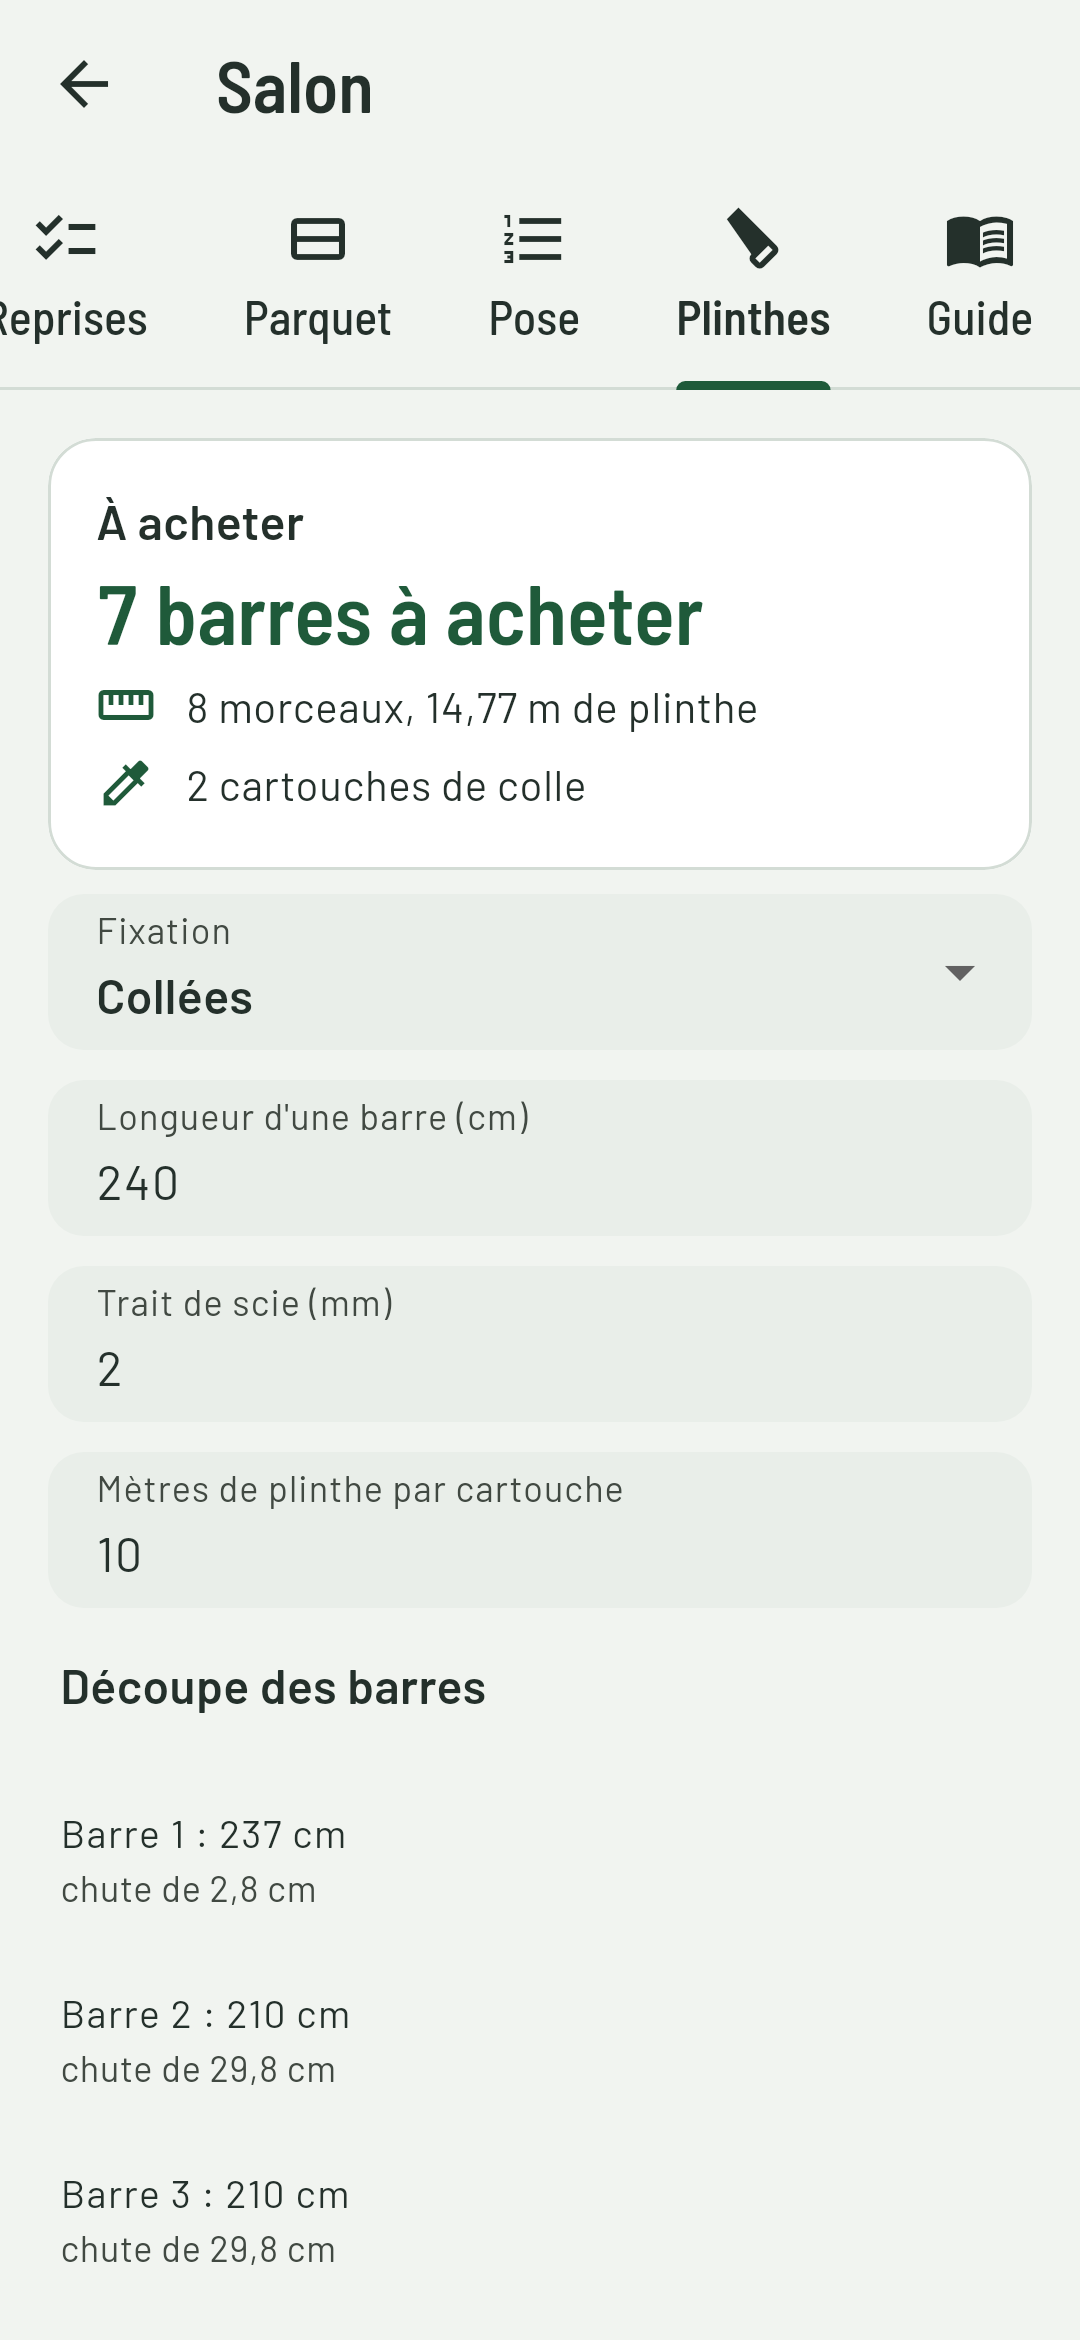 Salon
Reprises
Parquet
Pose
Plinthes
Guide
À acheter
7 barres à acheter
8 morceaux, 14,77 m de plinthe
2 cartouches de colle
Fixation
Collées
Longueur d'une barre (cm)
240
Trait de scie (mm)
2
Mètres de plinthe par cartouche
10
Découpe des barres
Barre 1 : 237 cm
chute de 2,8 cm
Barre 2 : 210 cm
chute de 29,8 cm
Barre 3 : 210 cm
chute de 29,8 cm